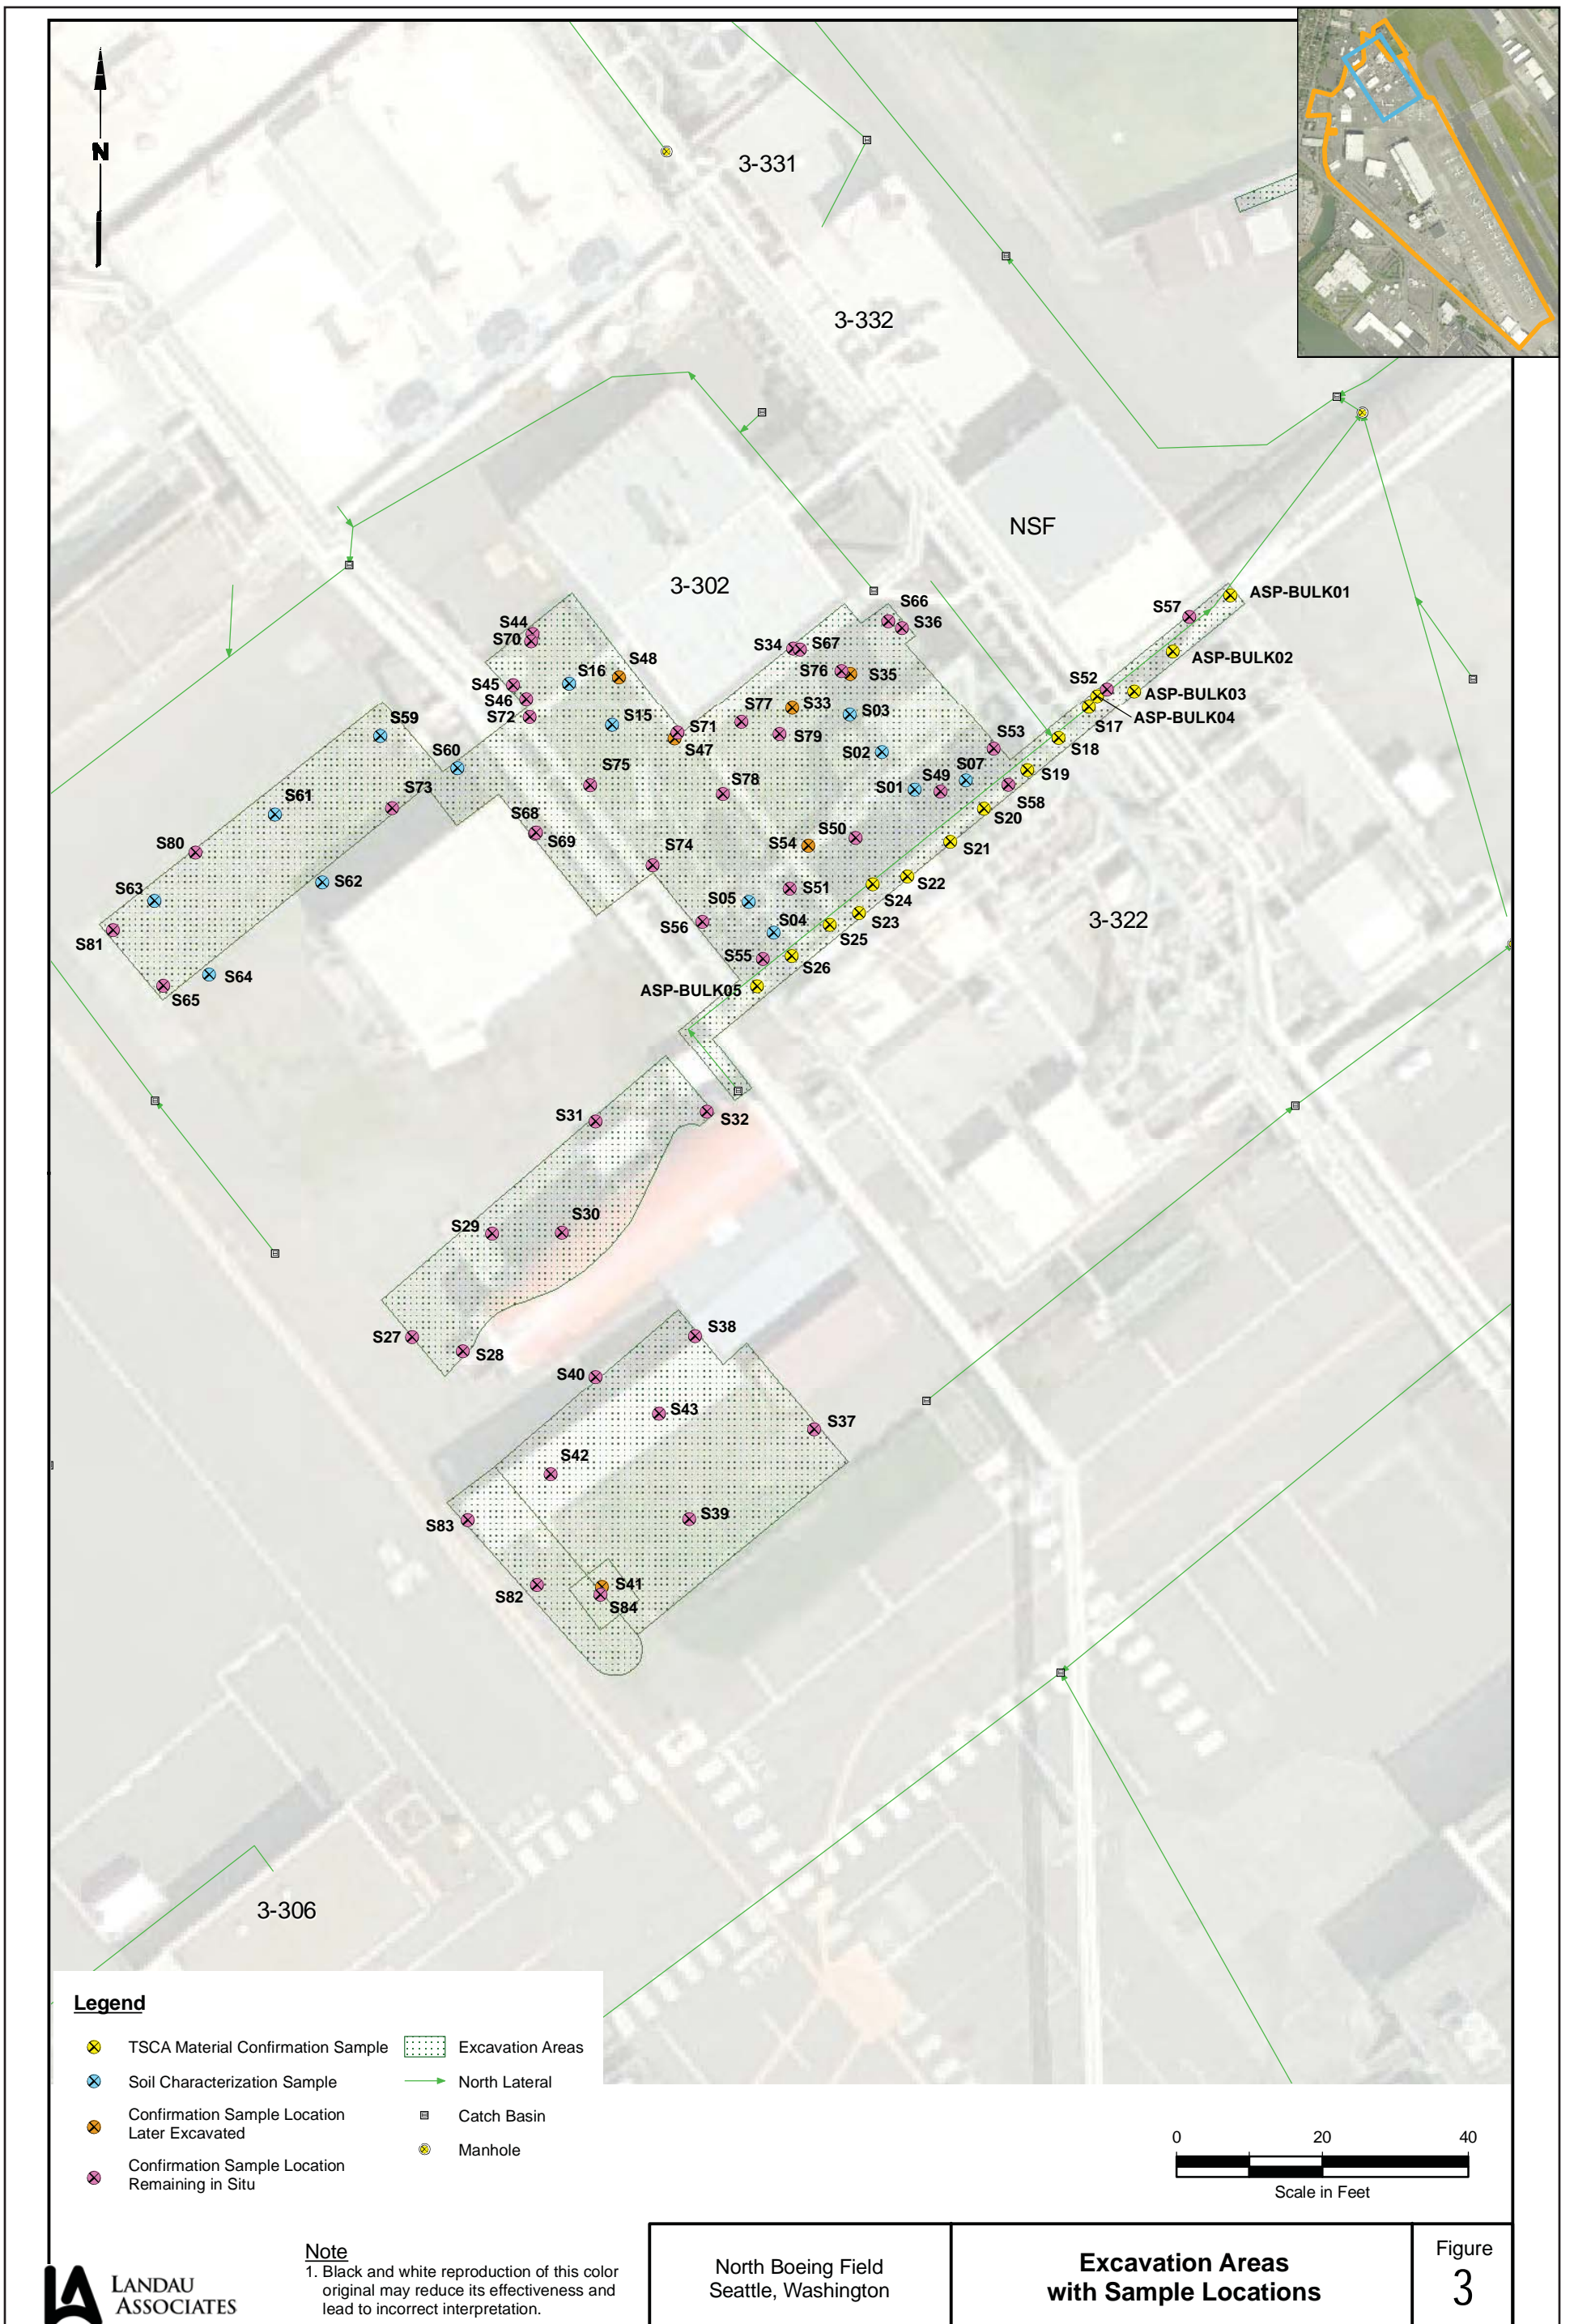 N
3-331
3-332
NSF
3-302
S66
S36
S57
ASP-BULK01
S44
S70
S34
S67
ASP-BULK02
S16
S48
S76
S35
S45
S46
S72
S52
ASP-BULK03
S77
S33
S03
S17
ASP-BULK04
S59
S15
S71
S47
S79
S18
S60
S02
S53
S19
S61
S73
S75
S78
S01
S49
S07
S58
S20
S68
S69
S50
S54
S21
S80
S74
S62
S22
S63
S05
S51
S24
3-322
S81
S56
S04
S23
S25
S55
S26
S64
S65
ASP-BULK05
S31
S32
S29
S30
S27
S28
S38
S40
S43
S37
S42
S83
S39
S82
S41
S84
3-306
Legend
TSCA Material Confirmation Sample
Soil Characterization Sample
Confirmation Sample Location
Later Excavated
Confirmation Sample Location
Remaining in Situ
Excavation Areas
North Lateral
Catch Basin
Manhole
0 20 40
Scale in Feet
LANDAU
ASSOCIATES
Note
1. Black and white reproduction of this color
original may reduce its effectiveness and
lead to incorrect interpretation.
North Boeing Field
Seattle, Washington
Excavation Areas
with Sample Locations
Figure
3